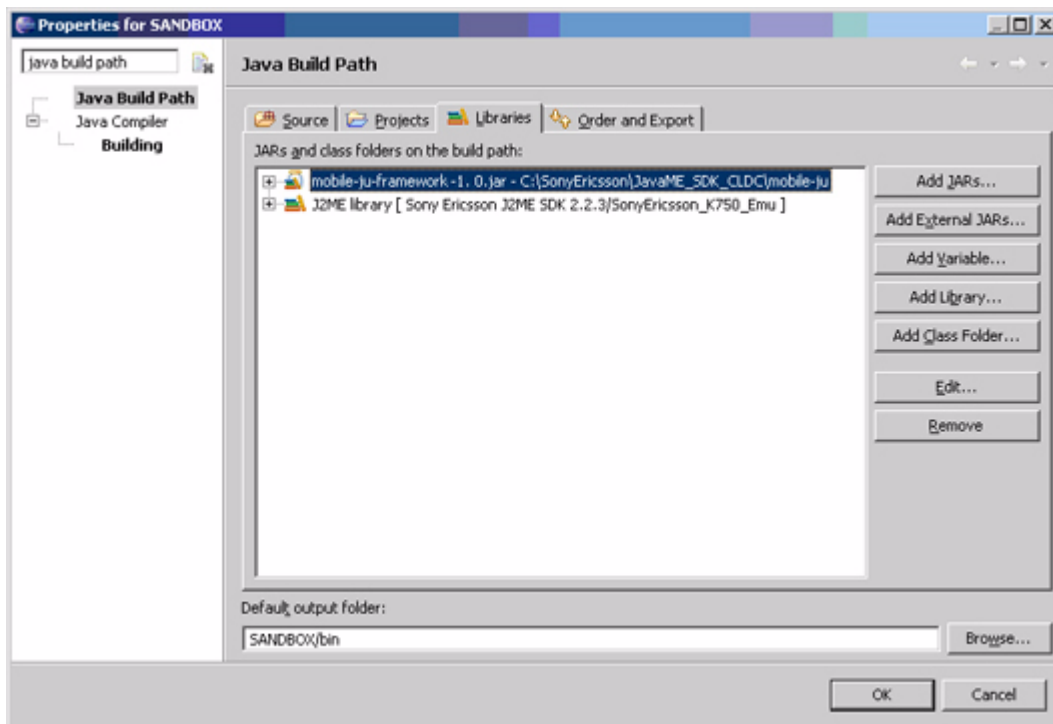 Properties for SANDBOX
java build path
Java Build Path
Java Build Path
Java Compiler
Building
Source Projects Libraries Order and Export
JARs and class folders on the build path:
mobile-ju-framework-1. 0.jar - C:\SonyEricsson\JavaME_SDK_CLDC\mobile-ju
J2ME library [ Sony Ericsson J2ME SDK 2.2.3/SonyEricsson_K750_Emu ]
Add JARs...
Add External JARs...
Add Variable...
Add Library...
Add Class Folder...
Edit...
Remove
Default output folder:
SANDBOX/bin
Browse...
OK Cancel